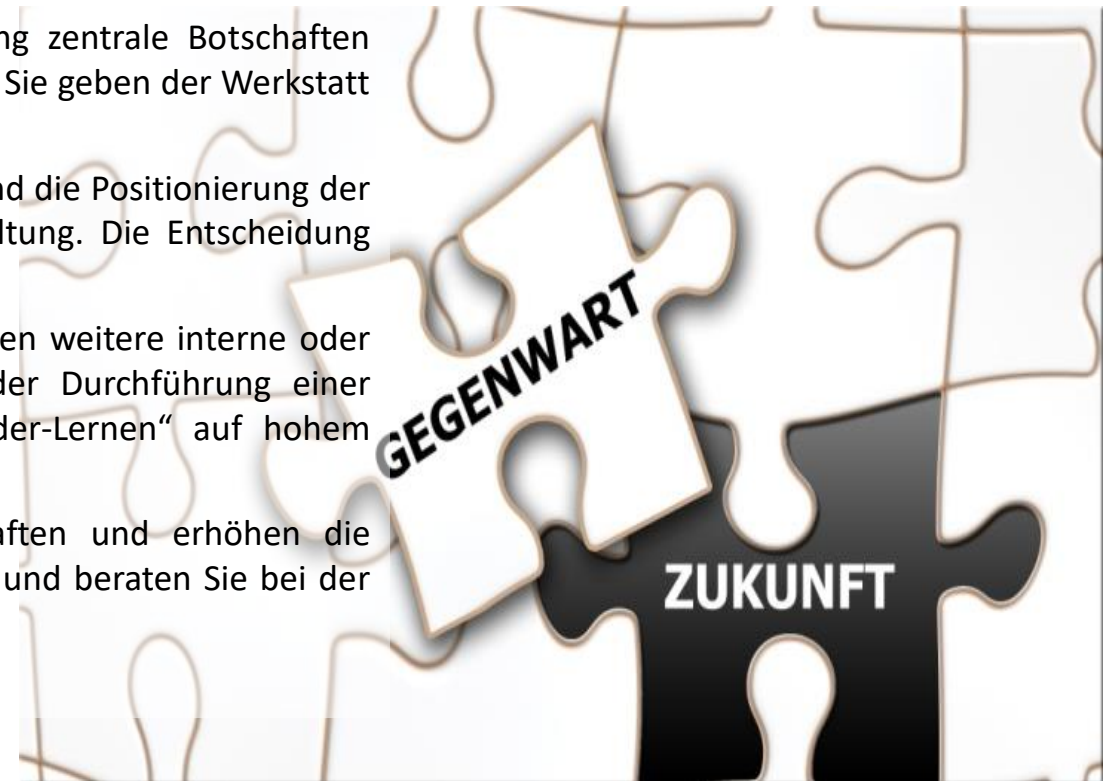 ng zentrale Botschaften
Sie geben der Werkstatt
nd die Positionierung der
ltung. Die Entscheidung
en weitere interne oder
der Durchführung einer
der-Lernen“ auf hohem
aften und erhöhen die
und beraten Sie bei der
GEGENWART
ZUKUNFT